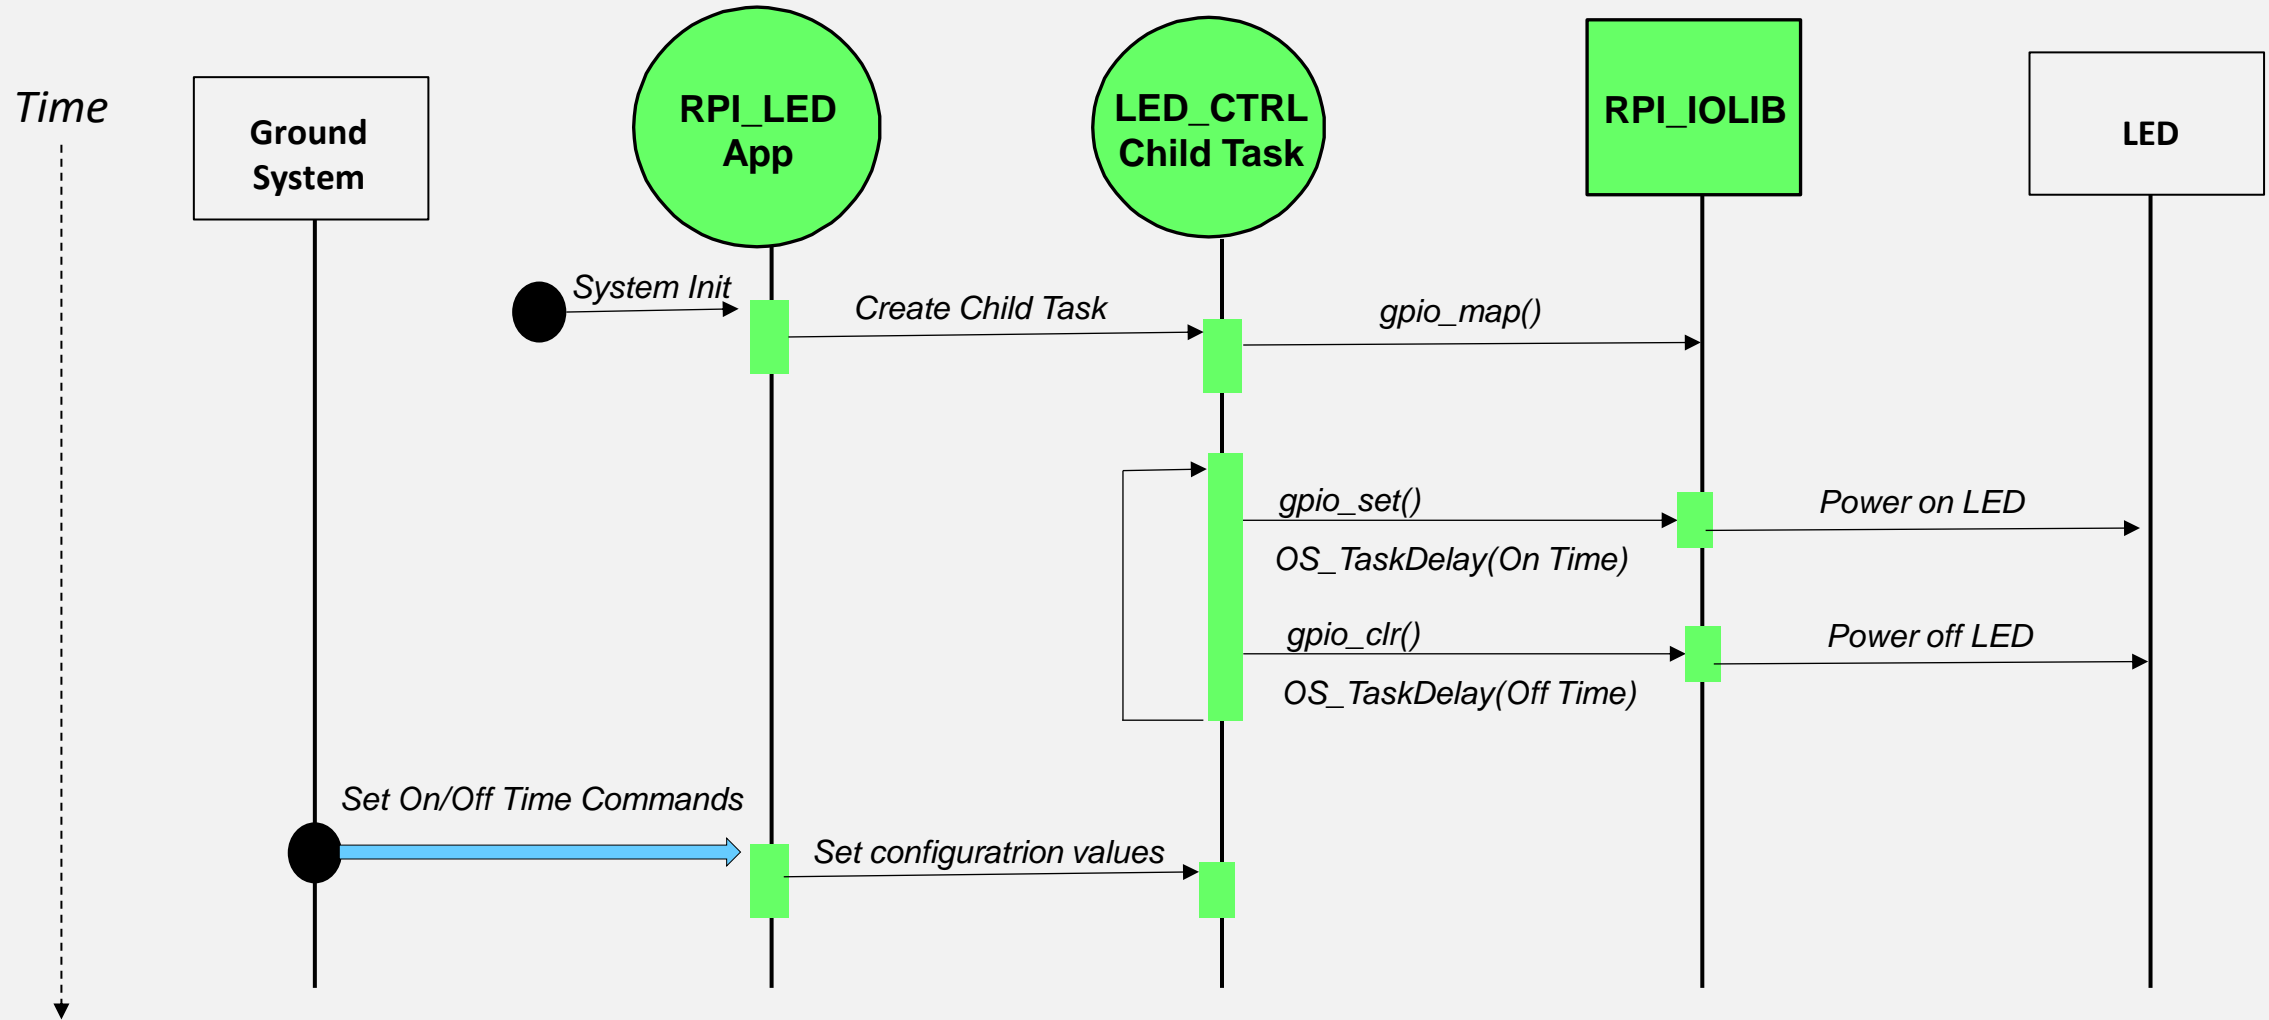 Time
Ground
System
RPI_LED
App
LED_CTRL
Child Task
RPI_IOLIB
LED
System Init
Create Child Task
gpio_map()
gpio_set()
Power on LED
OS_TaskDelay(On Time)
gpio_clr()
Power off LED
OS_TaskDelay(Off Time)
Set On/Off Time Commands
Set configuratrion values